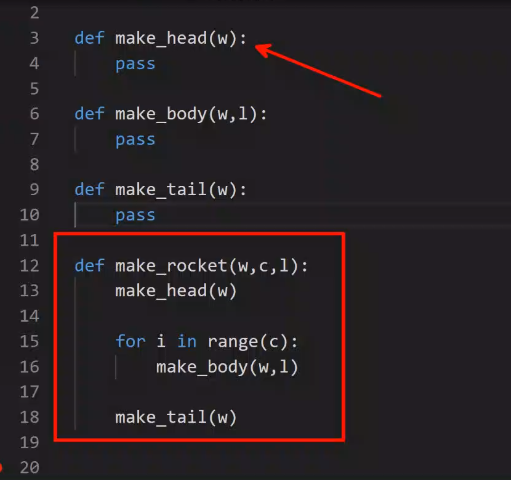 2
3 def make_head(w):
4 pass
5
6 def make_body(w,l):
7 pass
8
9 def make_tail(w):
10 pass
11
12 def make_rocket(w,c,l):
13 make_head(w)
14
15 for i in range(c):
16 make_body(w,l)
17
18 make_tail(w)
19
20